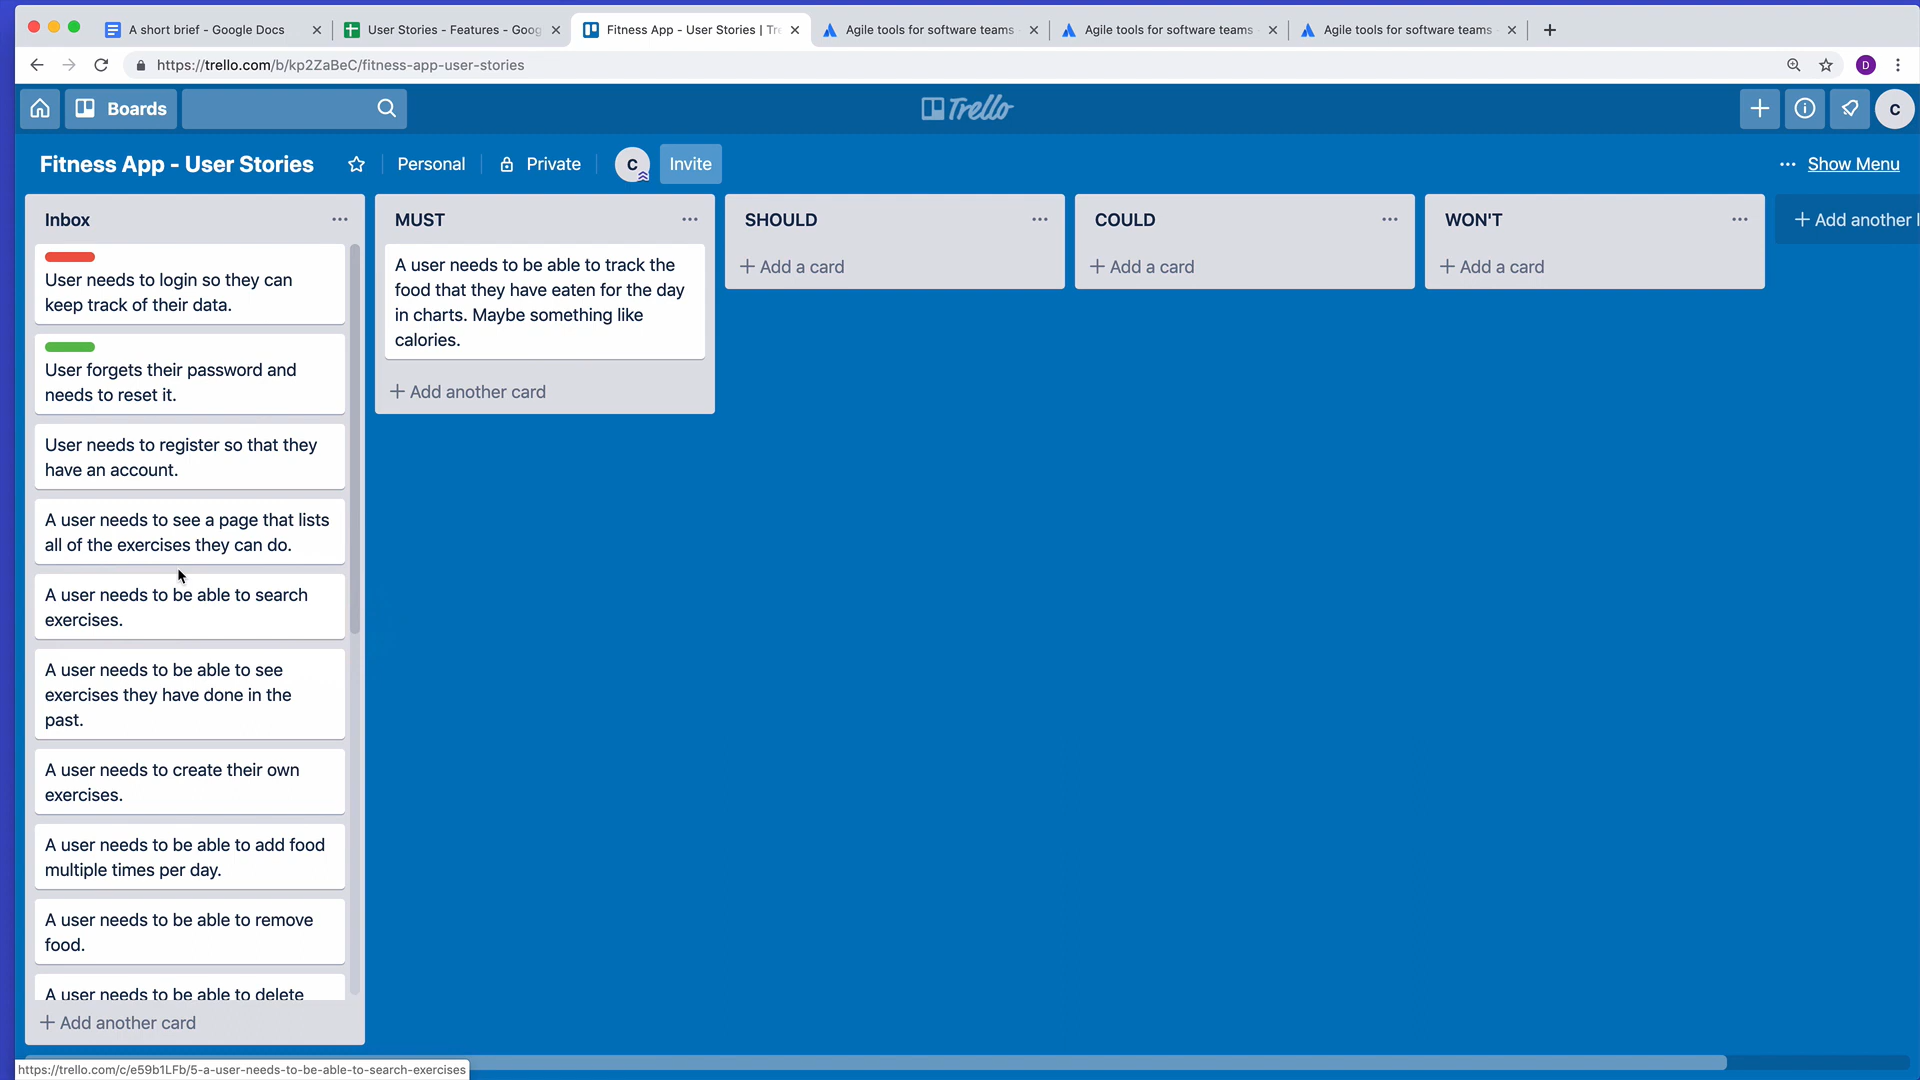 A short brief - Google Docs
User Stories - Features - Goog
Fitness App - User Stories | Tr
Agile tools for software teams
Agile tools for software teams
Agile tools for software teams
https://trello.com/b/kp2ZaBeC/fitness-app-user-stories
D
Boards
Trello
C
Fitness App - User Stories
Personal
Private
C
Invite
... Show Menu
Inbox
User needs to login so they can
keep track of their data.
User forgets their password and
needs to reset it.
User needs to register so that they
have an account.
A user needs to see a page that lists
all of the exercises they can do.
A user needs to be able to search
exercises.
A user needs to be able to see
exercises they have done in the
past.
A user needs to create their own
exercises.
A user needs to be able to add food
multiple times per day.
A user needs to be able to remove
food.
A user needs to be able to delete
+ Add another card
MUST
A user needs to be able to track the
food that they have eaten for the day
in charts. Maybe something like
calories.
+ Add another card
SHOULD
+ Add a card
COULD
+ Add a card
WON'T
+ Add a card
+ Add another l
https://trello.com/c/e59b1LFb/5-a-user-needs-to-be-able-to-search-exercises